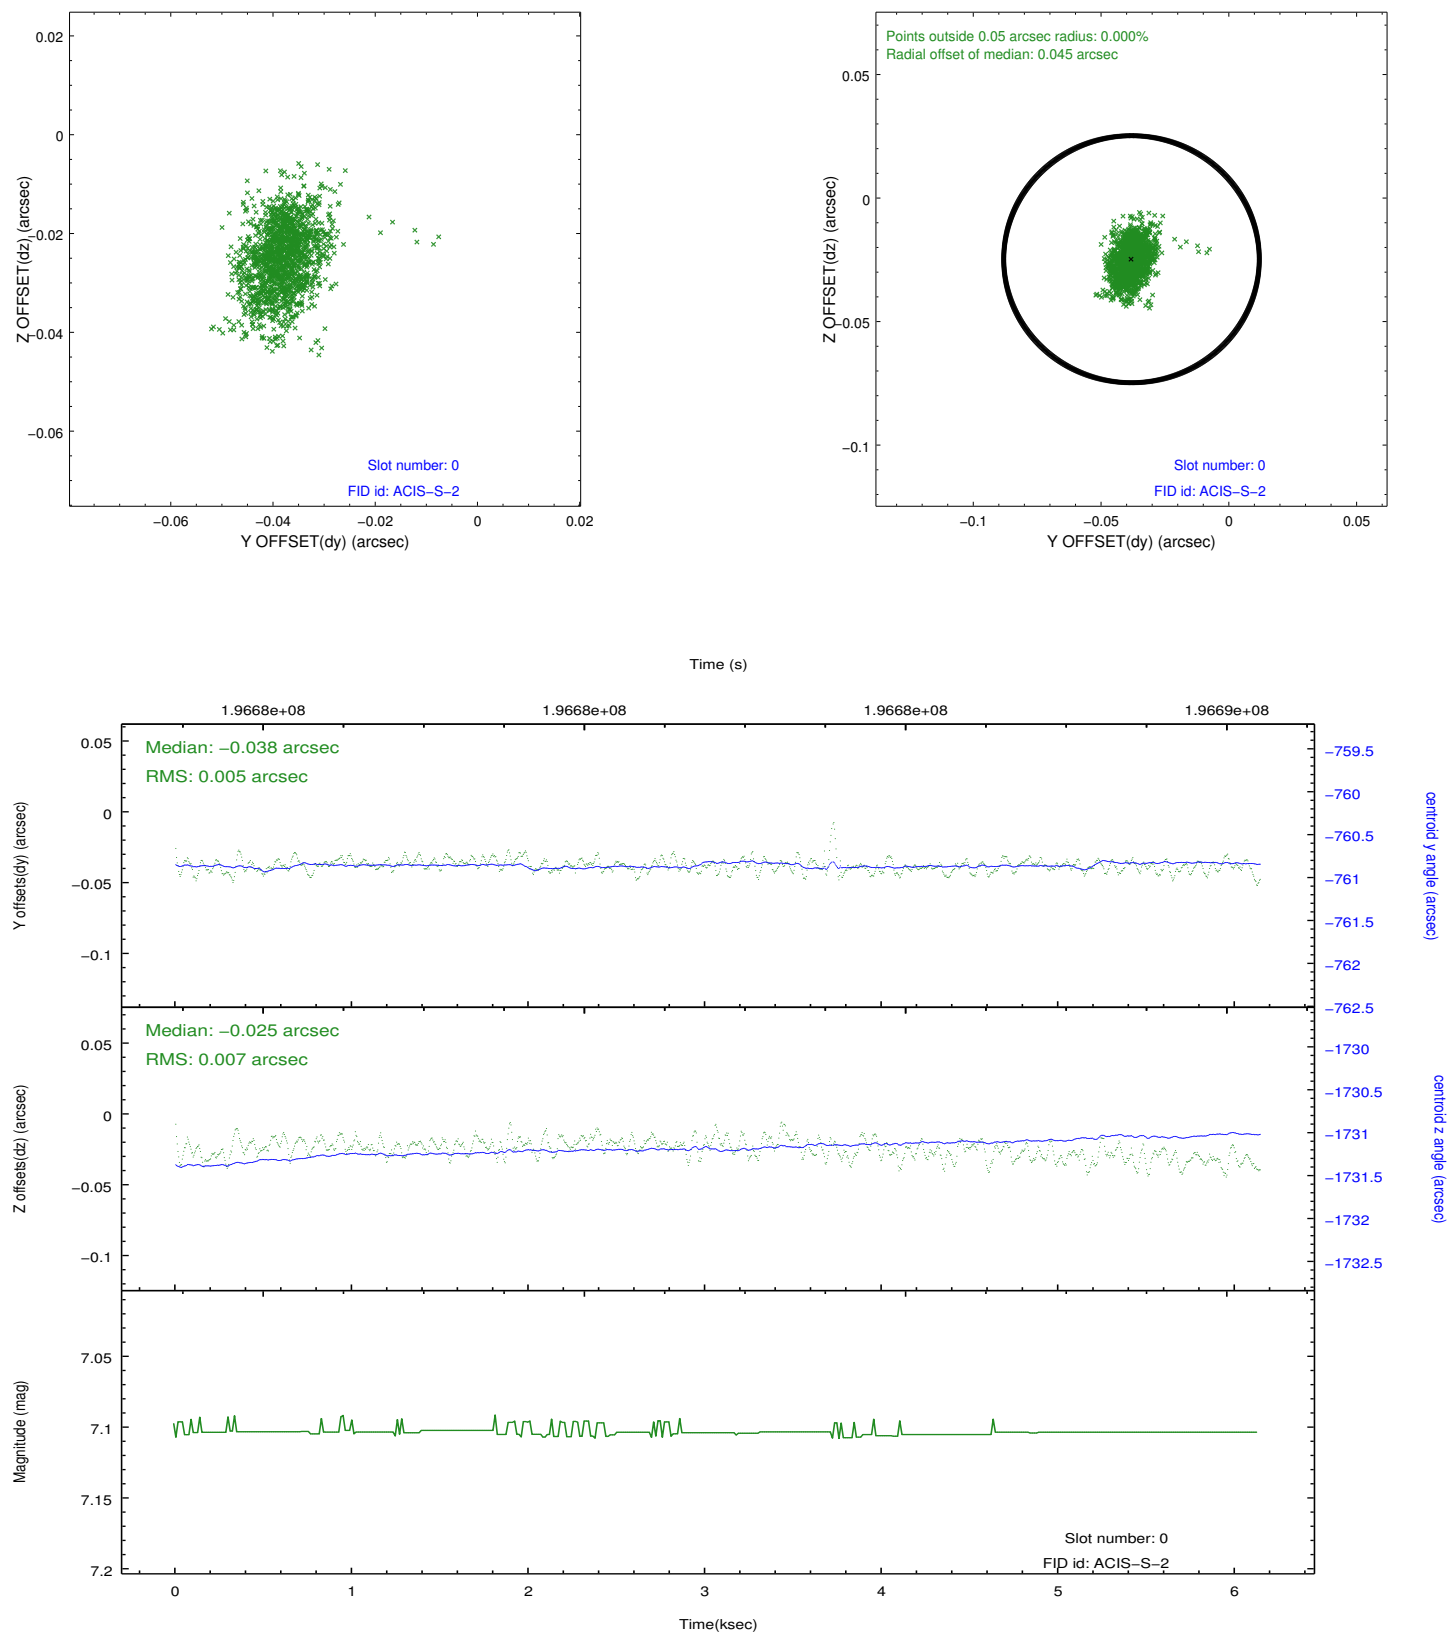 0.02
0
−0.02
−0.04
−0.06
Z OFFSET(dz) (arcsec)
Slot number: 0
FID id: ACIS−S−2
−0.06 −0.04 −0.02 0 0.02
Y OFFSET(dy) (arcsec)
Points outside 0.05 arcsec radius: 0.000%
Radial offset of median: 0.045 arcsec
0.05
0
−0.05
−0.1
Z OFFSET(dz) (arcsec)
Slot number: 0
FID id: ACIS−S−2
−0.1 −0.05 0 0.05
Y OFFSET(dy) (arcsec)
Time (s)
1.9668e+08 1.9668e+08 1.9668e+08 1.9669e+08
Median: −0.038 arcsec
RMS: 0.005 arcsec
0.05
0
−0.05
−0.1
Y offsets(dy) (arcsec)
−759.5
−760
−760.5
−761
−761.5
−762
−762.5
centroid y angle (arcsec)
Median: −0.025 arcsec
RMS: 0.007 arcsec
0.05
0
−0.05
−0.1
Z offsets(dz) (arcsec)
−1730
−1730.5
−1731
−1731.5
−1732
−1732.5
centroid z angle (arcsec)
7.05
7.1
7.15
7.2
Magnitude (mag)
Slot number: 0
FID id: ACIS−S−2
0 1 2 3 4 5 6
Time(ksec)